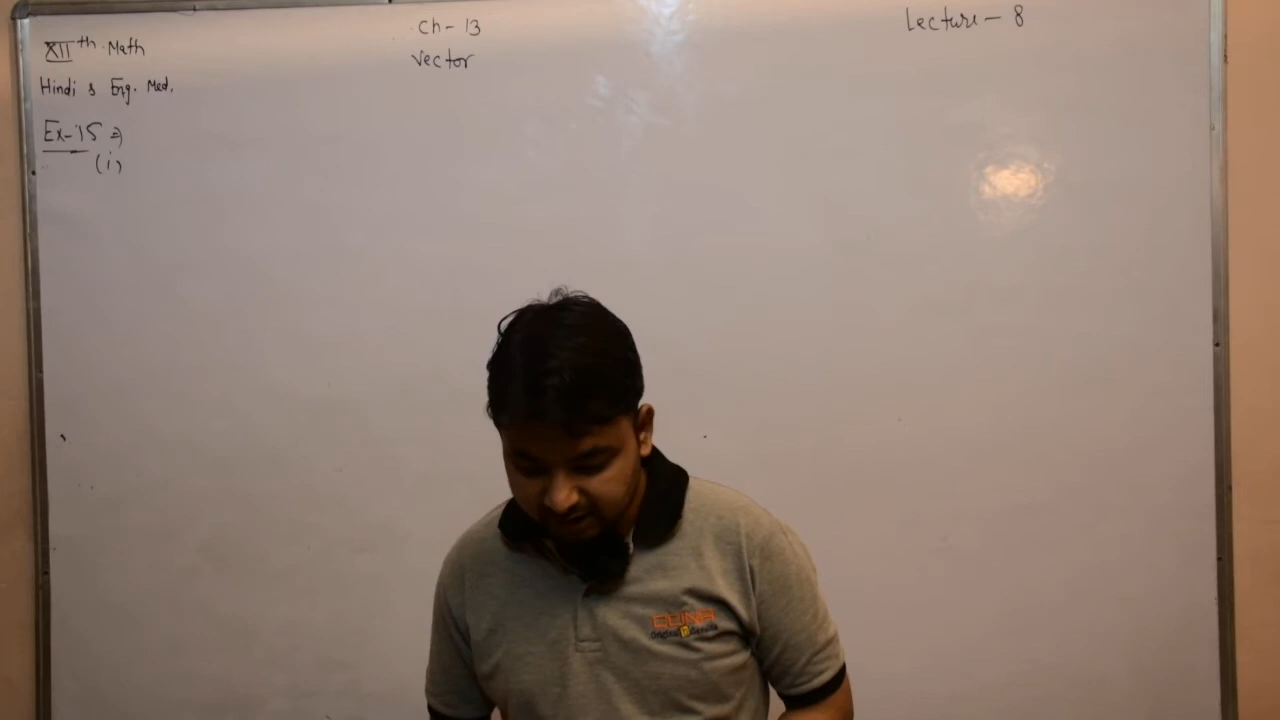 XII th Math
Hindi & Eng. Med.
Ch - 13
Vector
Lecture - 8
Ex-15 ⇒
(i)